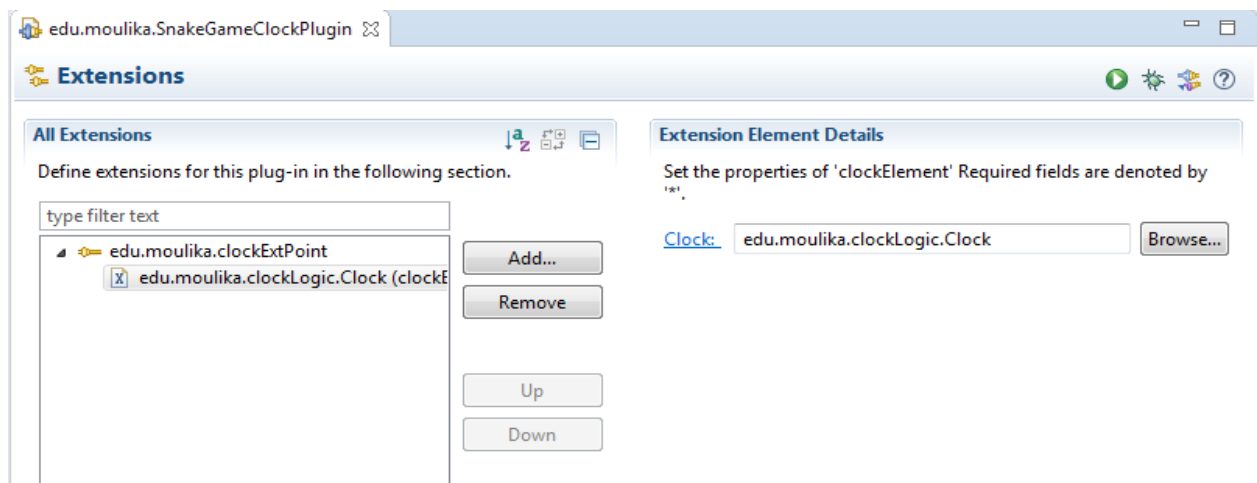 edu.moulika.SnakeGameClockPlugin
Extensions
All Extensions
Define extensions for this plug-in in the following section.
type filter text
edu.moulika.clockExtPoint
edu.moulika.clockLogic.Clock (clockE
Add...
Remove
Up
Down
Extension Element Details
Set the properties of 'clockElement' Required fields are denoted by
'*'.
Clock: edu.moulika.clockLogic.Clock Browse...